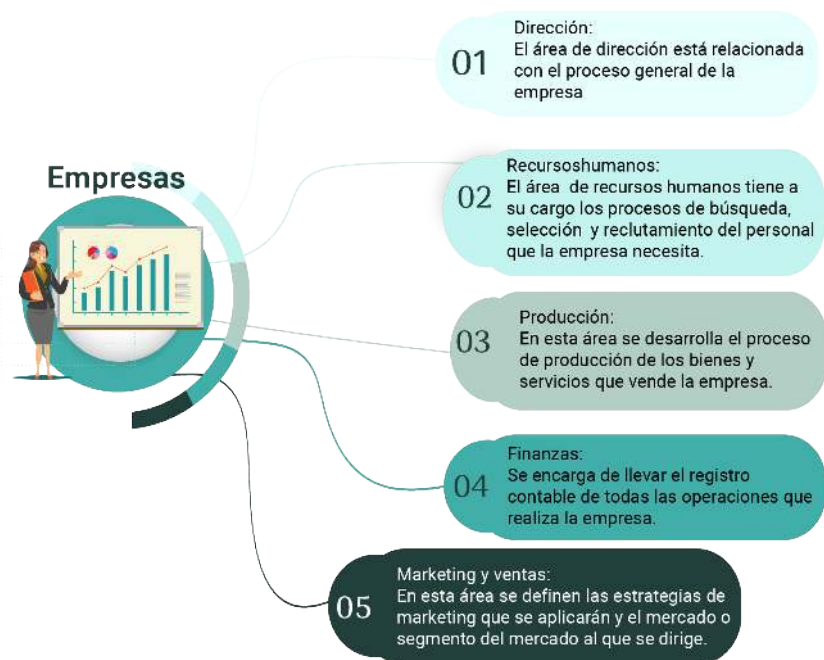 Empresas
01
Dirección:
El área de dirección está relacionada
con el proceso general de la
empresa
02
Recursoshumanos:
El área de recursos humanos tiene a
su cargo los procesos de búsqueda,
selección y reclutamiento del personal
que la empresa necesita.
03
Producción:
En esta área se desarrolla el proceso
de producción de los bienes y
servicios que vende la empresa.
04
Finanzas:
Se encarga de llevar el registro
contable de todas las operaciones que
realiza la empresa.
05
Marketing y ventas:
En esta área se definen las estrategias de
marketing que se aplicarán y el mercado o
segmento del mercado al que se dirige.